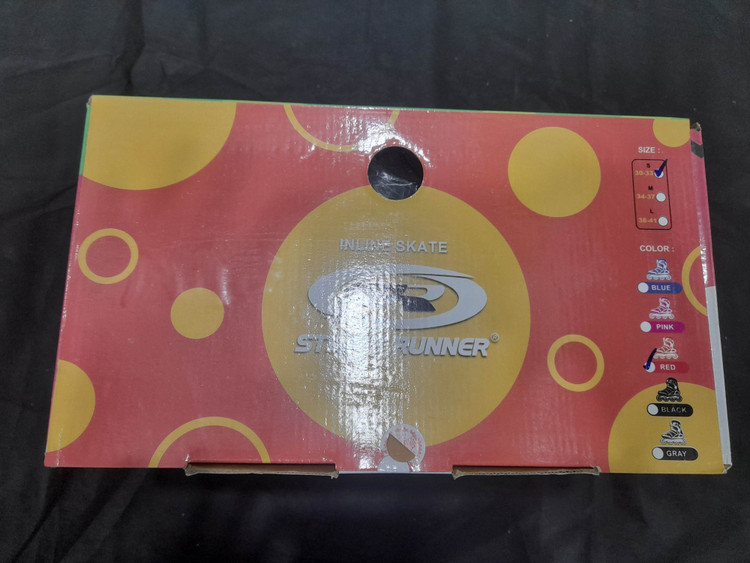 INLINE SKATE
RUNNER®
SIZE :
S
30-33
M
34-37
L
38-41
COLOR :
BLUE
PINK
RED
BLACK
GRAY